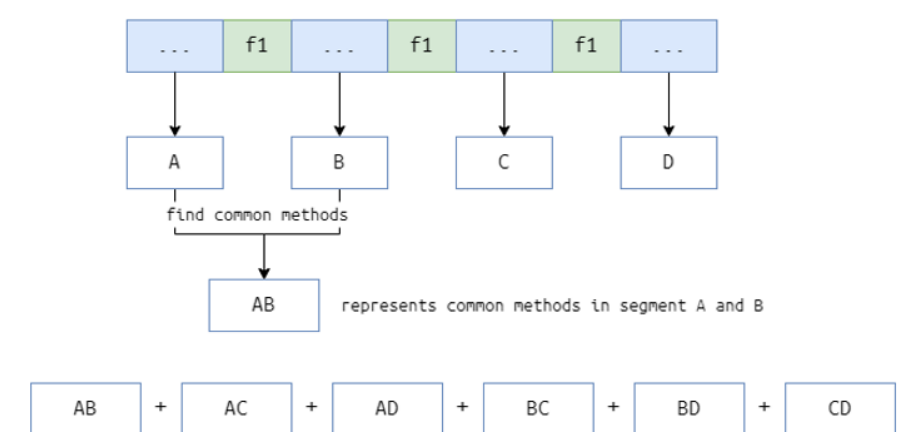 ... f1 ... f1 ... f1 ...
A B C D
find common methods
AB represents common methods in segment A and B
AB + AC + AD + BC + BD + CD